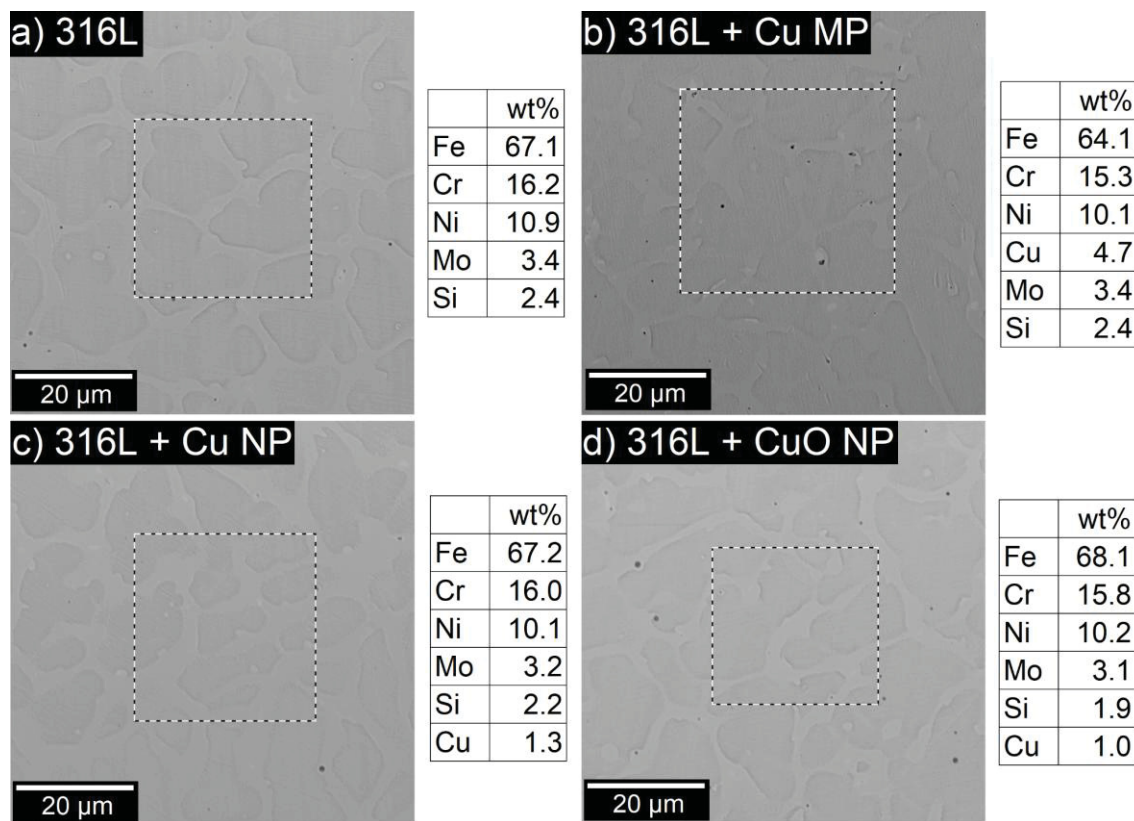 a) 316L
wt%
Fe 67.1
Cr 16.2
Ni 10.9
Mo 3.4
Si 2.4
20 µm
b) 316L + Cu MP
wt%
Fe 64.1
Cr 15.3
Ni 10.1
Cu 4.7
Mo 3.4
Si 2.4
20 µm
c) 316L + Cu NP
wt%
Fe 67.2
Cr 16.0
Ni 10.1
Mo 3.2
Si 2.2
Cu 1.3
20 µm
d) 316L + CuO NP
wt%
Fe 68.1
Cr 15.8
Ni 10.2
Mo 3.1
Si 1.9
Cu 1.0
20 µm